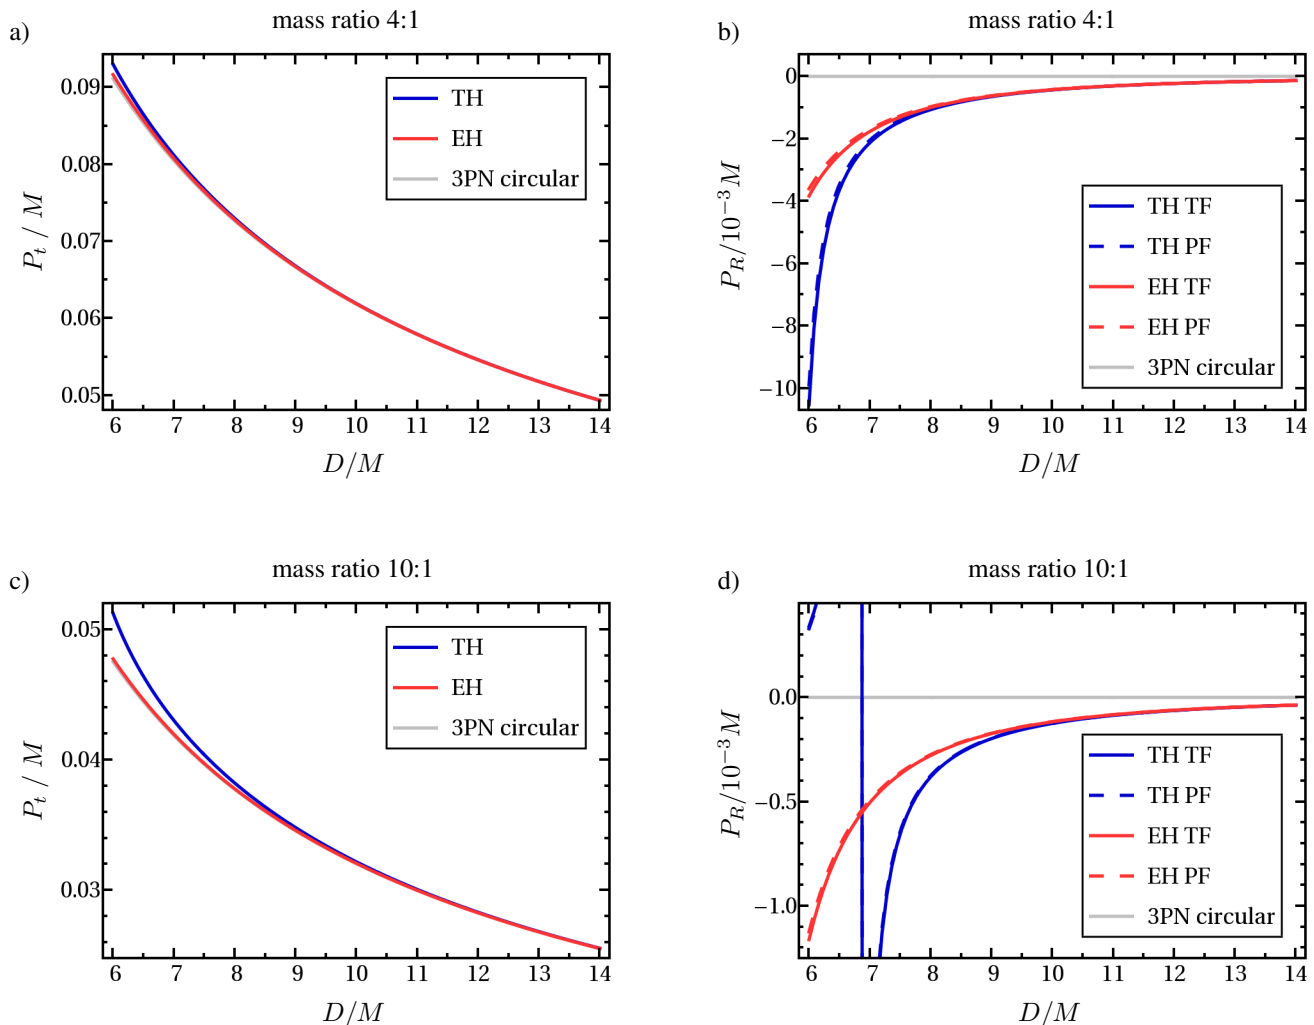 a)
mass ratio 4:1
0.09
0.08
0.07
0.06
0.05
P_t / M
TH
EH
3PN circular
6 7 8 9 10 11 12 13 14
D/M
b)
mass ratio 4:1
0
−2
−4
−6
−8
−10
P_R/10^−3 M
TH TF
TH PF
EH TF
EH PF
3PN circular
6 7 8 9 10 11 12 13 14
D/M
c)
mass ratio 10:1
0.05
0.04
0.03
P_t / M
TH
EH
3PN circular
6 7 8 9 10 11 12 13 14
D/M
d)
mass ratio 10:1
0.0
−0.5
−1.0
P_R/10^−3 M
TH TF
TH PF
EH TF
EH PF
3PN circular
6 7 8 9 10 11 12 13 14
D/M